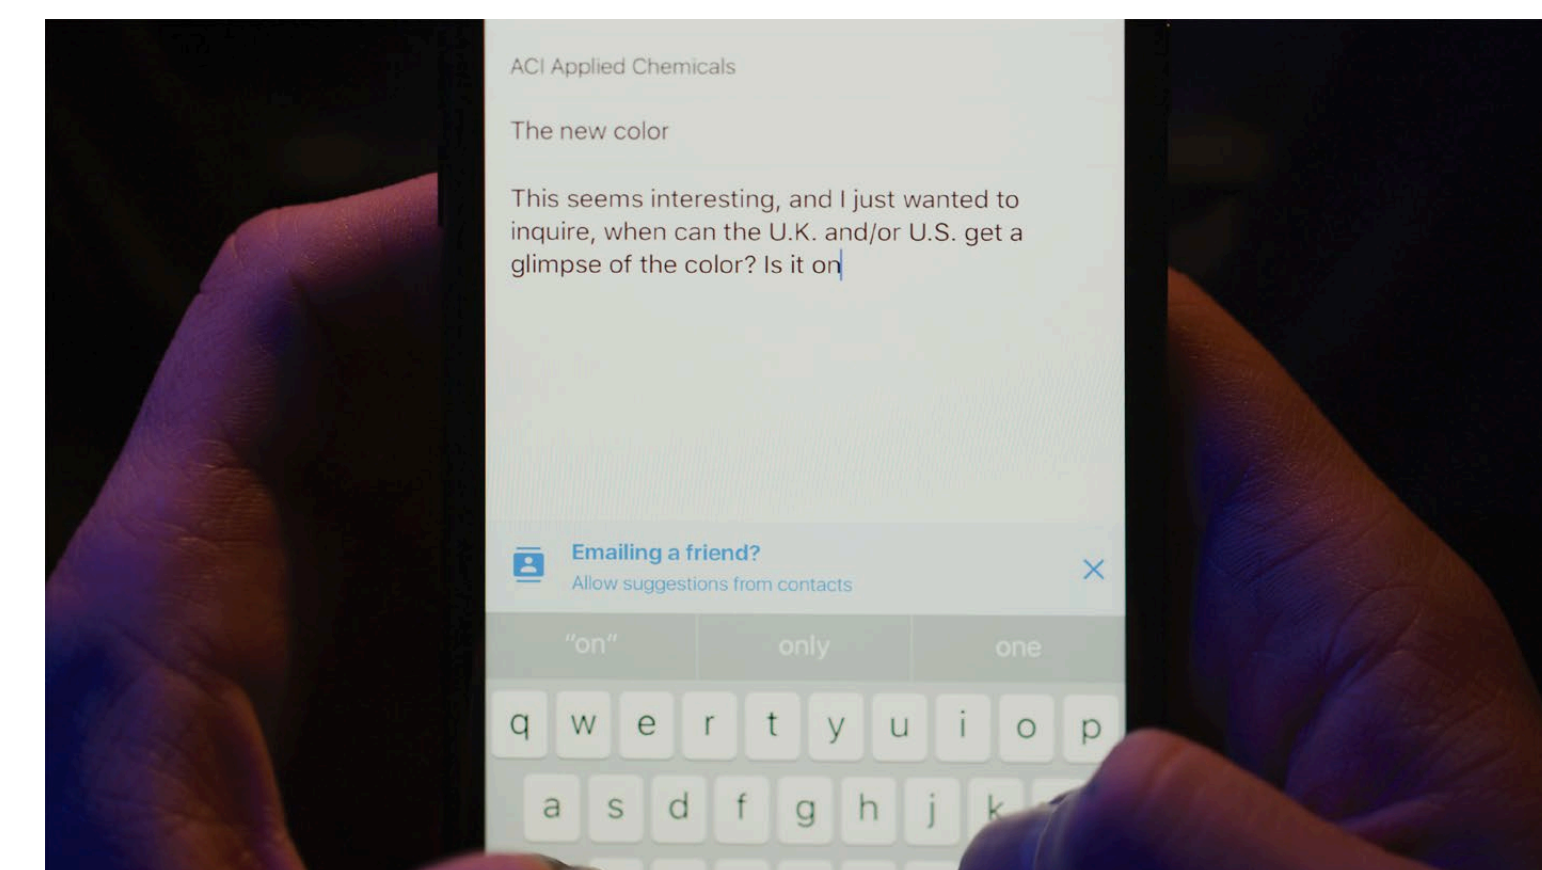 ACI Applied Chemicals
The new color
This seems interesting, and I just wanted to
inquire, when can the U.K. and/or U.S. get a
glimpse of the color? Is it on
Emailing a friend?
Allow suggestions from contacts
“on“ only one
q w e r t y u i o p
a s d f g h j k